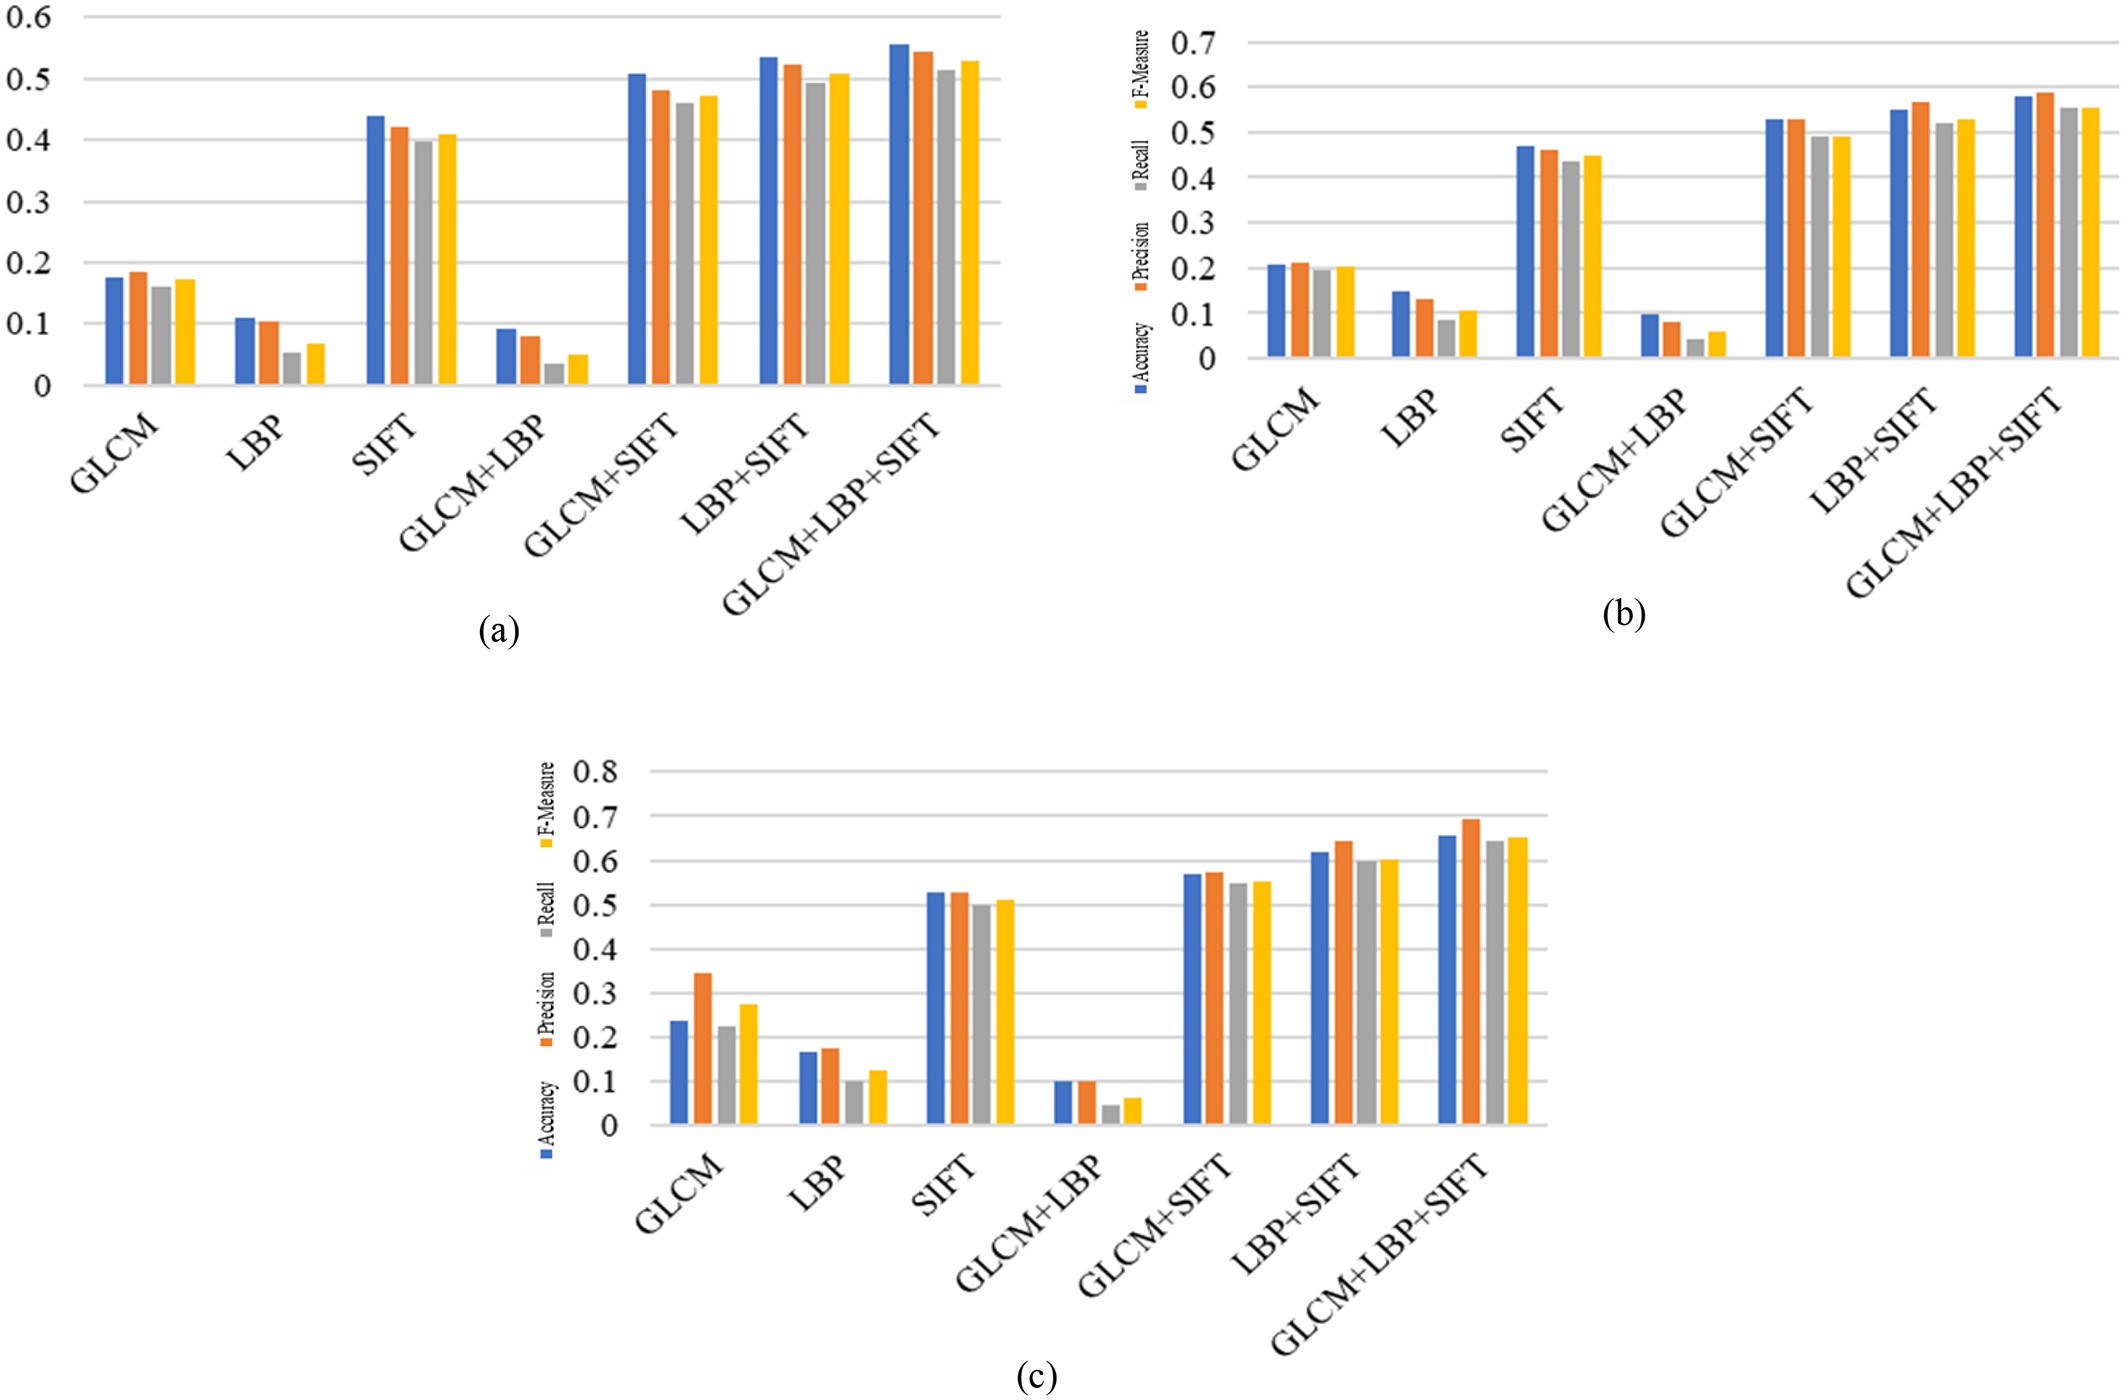 0.6
0.5
0.4
0.3
0.2
0.1
0
GLCM
LBP
SIFT
GLCM+LBP
GLCM+SIFT
LBP+SIFT
GLCM+LBP+SIFT
(a)
Accuracy Precision Recall F-Measure
0.7
0.6
0.5
0.4
0.3
0.2
0.1
0
GLCM
LBP
SIFT
GLCM+LBP
GLCM+SIFT
LBP+SIFT
GLCM+LBP+SIFT
(b)
Accuracy Precision Recall F-Measure
0.8
0.7
0.6
0.5
0.4
0.3
0.2
0.1
0
GLCM
LBP
SIFT
GLCM+LBP
GLCM+SIFT
LBP+SIFT
GLCM+LBP+SIFT
(c)